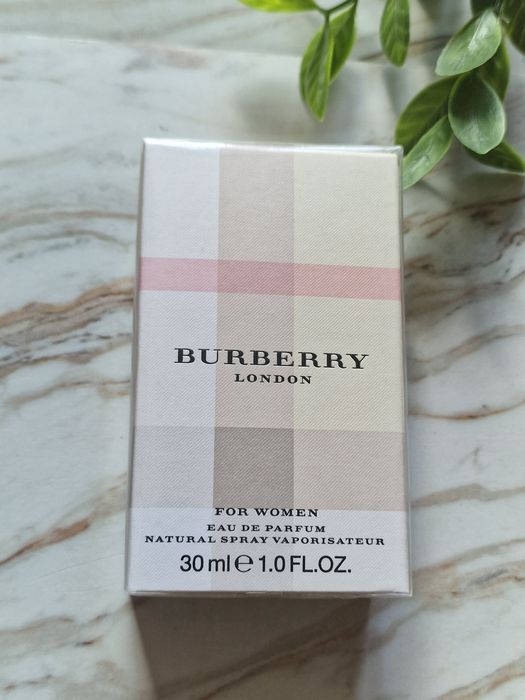 BURBERRY
LONDON
FOR WOMEN
EAU DE PARFUM
NATURAL SPRAY VAPORISATEUR
30 ml ℮ 1.0 FL.OZ.